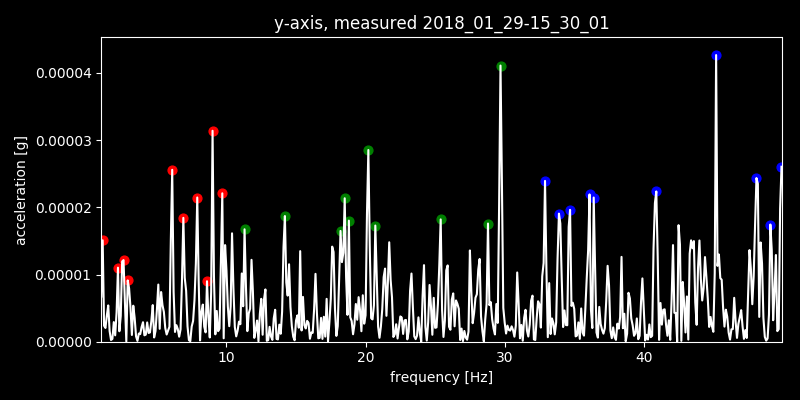 y-axis, measured 2018_01_29-15_30_01
0.00004
0.00003
0.00002
0.00001
0.00000
acceleration [g]
10 20 30 40
frequency [Hz]